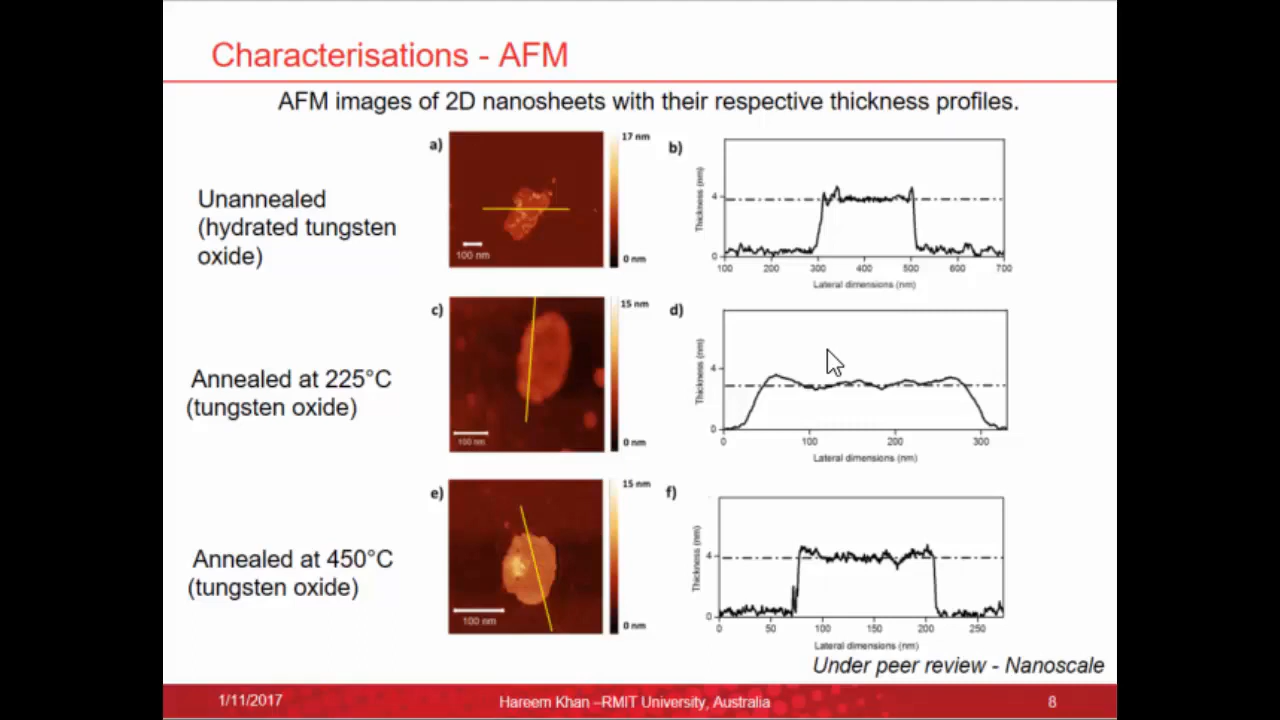 Characterisations - AFM
AFM images of 2D nanosheets with their respective thickness profiles.
Unannealed
(hydrated tungsten
oxide)
a)
17 nm
0 nm
100 nm
b)
Thickness (nm)
4
0
100 200 300 400 500 600 700
Lateral dimensions (nm)
Annealed at 225°C
(tungsten oxide)
c)
15 nm
0 nm
100 nm
d)
Thickness (nm)
4
0
0 100 200 300
Lateral dimensions (nm)
Annealed at 450°C
(tungsten oxide)
e)
15 nm
0 nm
100 nm
f)
Thickness (nm)
4
0
0 50 100 150 200 250
Lateral dimensions (nm)
Under peer review - Nanoscale
1/11/2017
Hareem Khan –RMIT University, Australia
8